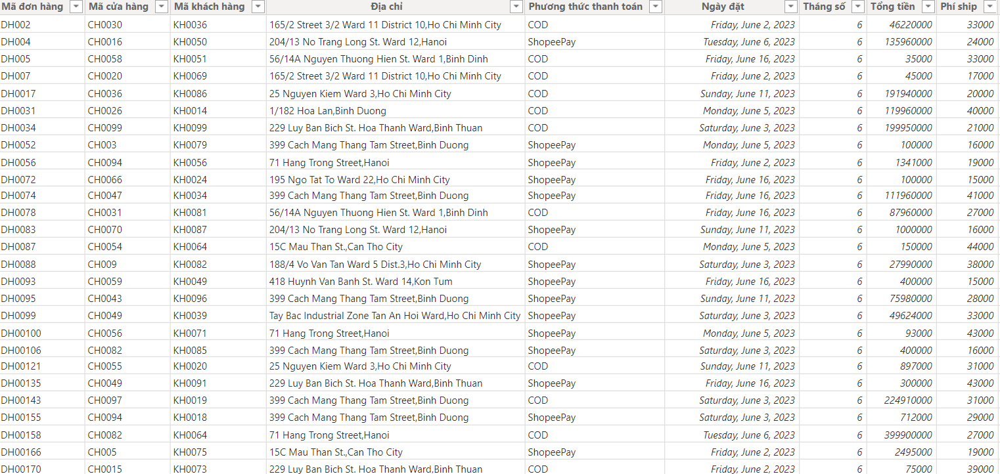 Mã đơn hàng Mã cửa hàng Mã khách hàng Địa chỉ Phương thức thanh toán Ngày đặt Tháng số Tổng tiền Phí ship
DH002 CH0030 KH0036 165/2 Street 3/2 Ward 11 District 10,Ho Chi Minh City COD Friday, June 2, 2023 6 46220000 33000
DH004 CH0016 KH0050 204/13 No Trang Long St. Ward 12,Hanoi ShopeePay Tuesday, June 6, 2023 6 135960000 24000
DH005 CH0058 KH0051 56/14A Nguyen Thuong Hien St. Ward 1,Binh Dinh COD Friday, June 16, 2023 6 35000 33000
DH007 CH0020 KH0069 165/2 Street 3/2 Ward 11 District 10,Ho Chi Minh City COD Friday, June 2, 2023 6 45000 17000
DH0017 CH0036 KH0086 25 Nguyen Kiem Ward 3,Ho Chi Minh City COD Sunday, June 11, 2023 6 191940000 20000
DH0031 CH0026 KH0014 1/182 Hoa Lan,Binh Duong COD Monday, June 5, 2023 6 119960000 40000
DH0034 CH0099 KH0099 229 Luy Ban Bich St. Hoa Thanh Ward,Binh Thuan COD Saturday, June 3, 2023 6 199950000 21000
DH0052 CH003 KH0079 399 Cach Mang Thang Tam Street,Binh Duong ShopeePay Monday, June 5, 2023 6 100000 16000
DH0056 CH0094 KH0056 71 Hang Trong Street,Hanoi ShopeePay Friday, June 2, 2023 6 1341000 19000
DH0072 CH0066 KH0024 195 Ngo Tat To Ward 22,Ho Chi Minh City ShopeePay Friday, June 16, 2023 6 100000 15000
DH0074 CH0047 KH0034 399 Cach Mang Thang Tam Street,Binh Duong ShopeePay Friday, June 16, 2023 6 111960000 41000
DH0078 CH0031 KH0081 56/14A Nguyen Thuong Hien St. Ward 1,Binh Dinh COD Friday, June 16, 2023 6 87960000 27000
DH0083 CH0070 KH0087 204/13 No Trang Long St. Ward 12,Hanoi ShopeePay Sunday, June 11, 2023 6 1000000 16000
DH0087 CH0054 KH0064 15C Mau Than St.,Can Tho City COD Monday, June 5, 2023 6 150000 44000
DH0088 CH009 KH0082 188/4 Vo Van Tan Ward 5 Dist.3,Ho Chi Minh City ShopeePay Saturday, June 3, 2023 6 27990000 38000
DH0093 CH0059 KH0049 418 Huynh Van Banh St. Ward 14,Kon Tum ShopeePay Friday, June 16, 2023 6 400000 15000
DH0095 CH0043 KH0096 399 Cach Mang Thang Tam Street,Binh Duong ShopeePay Sunday, June 11, 2023 6 75980000 28000
DH0099 CH0049 KH0039 Tay Bac Industrial Zone Tan An Hoi Ward,Ho Chi Minh City ShopeePay Saturday, June 3, 2023 6 49624000 33000
DH00100 CH0056 KH0071 71 Hang Trong Street,Hanoi ShopeePay Monday, June 5, 2023 6 93000 43000
DH00106 CH0082 KH0085 399 Cach Mang Thang Tam Street,Binh Duong ShopeePay Saturday, June 3, 2023 6 400000 16000
DH00121 CH0055 KH0020 25 Nguyen Kiem Ward 3,Ho Chi Minh City COD Sunday, June 11, 2023 6 897000 31000
DH00135 CH0049 KH0091 229 Luy Ban Bich St. Hoa Thanh Ward,Binh Thuan ShopeePay Friday, June 16, 2023 6 300000 43000
DH00143 CH0097 KH0019 399 Cach Mang Thang Tam Street,Binh Duong COD Saturday, June 3, 2023 6 224910000 31000
DH00155 CH0094 KH0018 399 Cach Mang Thang Tam Street,Binh Duong ShopeePay Saturday, June 3, 2023 6 712000 29000
DH00158 CH0082 KH0064 71 Hang Trong Street,Hanoi COD Tuesday, June 6, 2023 6 399900000 27000
DH00166 CH005 KH0075 15C Mau Than St.,Can Tho City ShopeePay Friday, June 2, 2023 6 2495000 19000
DH00170 CH0015 KH0073 229 Luy Ban Bich St. Hoa Thanh Ward,Binh Thuan COD Friday, June 2, 2023 6 75000 39000